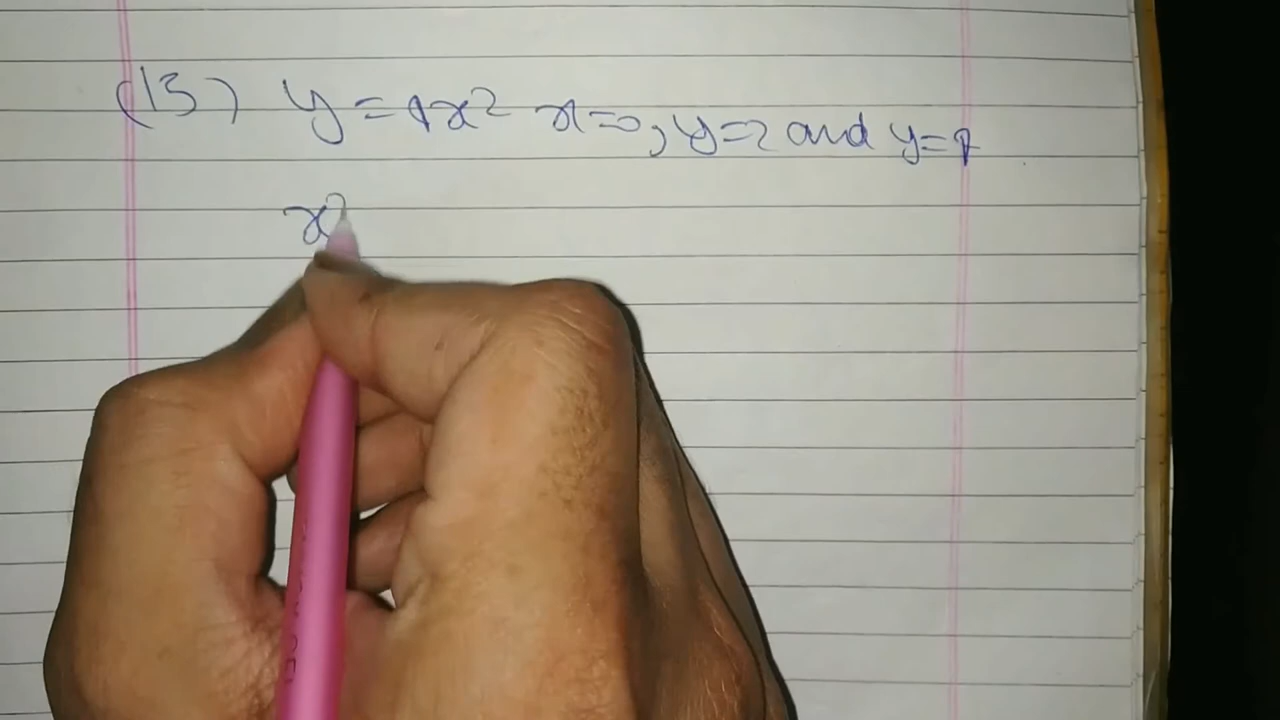 (13) y = 4x² x=0, y=2 and y=4
x²